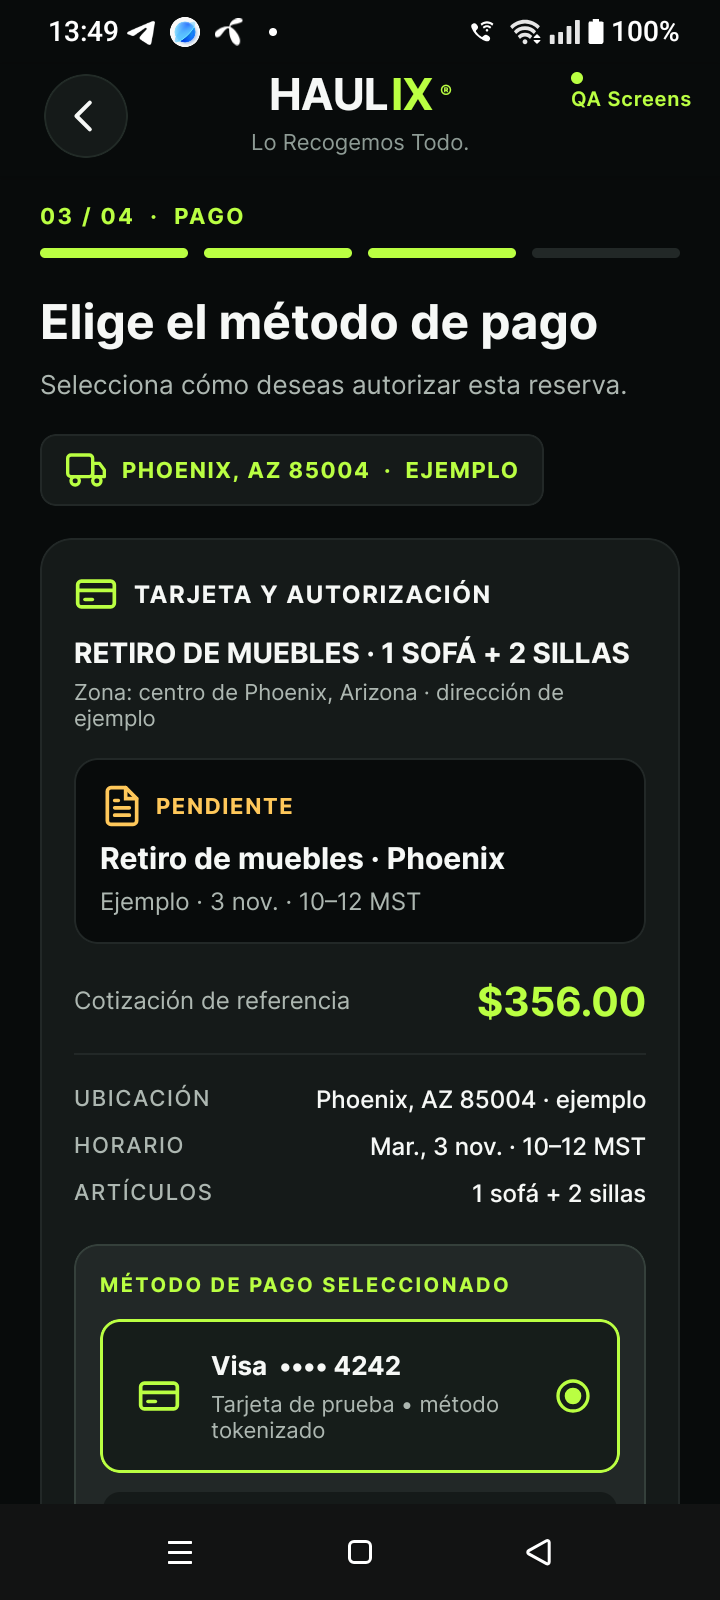 13:49
100%
HAULIX ®
QA Screens
Lo Recogemos Todo.
03 / 04 · PAGO
Elige el método de pago
Selecciona cómo deseas autorizar esta reserva.
PHOENIX, AZ 85004 · EJEMPLO
TARJETA Y AUTORIZACIÓN
RETIRO DE MUEBLES · 1 SOFÁ + 2 SILLAS
Zona: centro de Phoenix, Arizona · dirección de
ejemplo
PENDIENTE
Retiro de muebles · Phoenix
Ejemplo · 3 nov. · 10–12 MST
Cotización de referencia
$356.00
UBICACIÓN
Phoenix, AZ 85004 · ejemplo
HORARIO
Mar., 3 nov. · 10–12 MST
ARTÍCULOS
1 sofá + 2 sillas
MÉTODO DE PAGO SELECCIONADO
Visa •••• 4242
Tarjeta de prueba • método
tokenizado